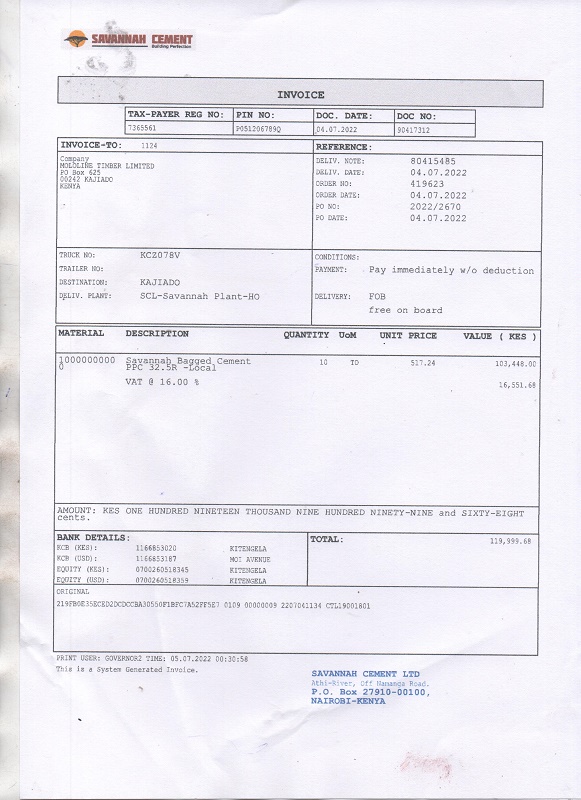 SAVANNAH CEMENT
Building Perfection
INVOICE
TAX-PAYER REG NO: PIN NO: DOC. DATE: DOC NO:
7365561 P051206789Q 04.07.2022 90417312
INVOICE-TO: 1124
Company
MOLOLINE TIMBER LIMITED
PO Box 625
00242 KAJIADO
KENYA
REFERENCE:
DELIV. NOTE: 80415485
DELIV. DATE: 04.07.2022
ORDER NO: 419623
ORDER DATE: 04.07.2022
PO NO: 2022/2670
PO DATE: 04.07.2022
TRUCK NO: KCZ078V
TRAILER NO:
DESTINATION: KAJIADO
DELIV. PLANT: SCL-Savannah Plant-HO
CONDITIONS:
PAYMENT: Pay immediately w/o deduction
DELIVERY: FOB
free on board
MATERIAL DESCRIPTION QUANTITY UoM UNIT PRICE VALUE ( KES )
1000000000 Savannah Bagged Cement
0 PPC 32.5R -Local 10 TO 517.24 103,448.00
VAT @ 16.00 % 16,551.68
AMOUNT: KES ONE HUNDRED NINETEEN THOUSAND NINE HUNDRED NINETY-NINE and SIXTY-EIGHT
cents.
BANK DETAILS:
KCB (KES): 1166853020 KITENGELA
KCB (USD): 1166853187 MOI AVENUE
EQUITY (KES): 0700260518345 KITENGELA
EQUITY (USD): 0700260518359 KITENGELA
TOTAL: 119,999.68
ORIGINAL
219FB0E35ECED2DCDCCBA30550F1BFC7A52FF5E7 0109 00000009 2207041134 CTL19001801
PRINT USER: GOVERNOR2 TIME: 05.07.2022 00:30:58
This is a System Generated Invoice.
SAVANNAH CEMENT LTD
Athi-River, Off Namanga Road.
P.O. Box 27910-00100,
NAIROBI-KENYA